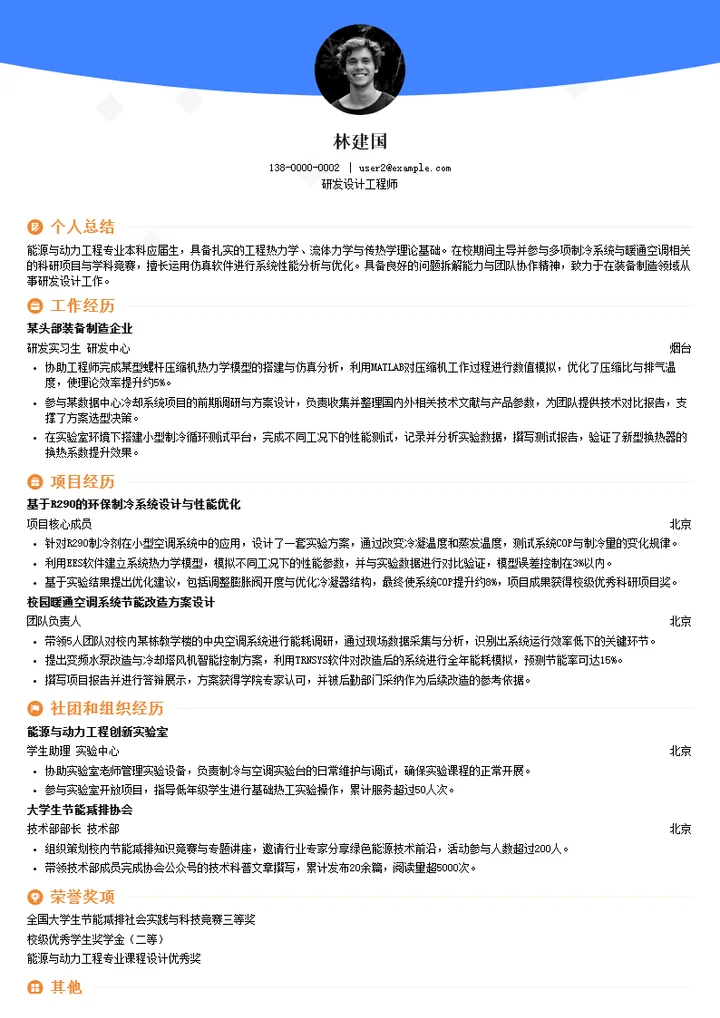 林建国
138-0000-0002 | user2@example.com
研发设计工程师
个人总结
能源与动力工程专业本科应届生，具备扎实的工程热力学、流体力学与传热学理论基础。在校期间主导并参与多项制冷系统与暖通空调相关
的科研项目与学科竞赛，擅长运用仿真软件进行系统性能分析与优化。具备良好的问题拆解能力与团队协作精神，致力于在装备制造领域从
事研发设计工作。
工作经历
某头部装备制造企业
研发实习生 研发中心 烟台
• 协助工程师完成某型螺杆压缩机热力学模型的搭建与仿真分析，利用MATLAB对压缩机工作过程进行数值模拟，优化了压缩比与排气温
度，使理论效率提升约5%。
• 参与某数据中心冷却系统项目的前期调研与方案设计，负责收集并整理国内外相关技术文献与产品参数，为团队提供技术对比报告，支
撑了方案选型决策。
• 在实验室环境下搭建小型制冷循环测试平台，完成不同工况下的性能测试，记录并分析实验数据，撰写测试报告，验证了新型换热器的
换热系数提升效果。
项目经历
基于R290的环保制冷系统设计与性能优化
项目核心成员 北京
• 针对R290制冷剂在小型空调系统中的应用，设计了一套实验方案，通过改变冷凝温度和蒸发温度，测试系统COP与制冷量的变化规律。
• 利用EES软件建立系统热力学模型，模拟不同工况下的性能参数，并与实验数据进行对比验证，模型误差控制在3%以内。
• 基于实验结果提出优化建议，包括调整膨胀阀开度与优化冷凝器结构，最终使系统COP提升约8%，项目成果获得校级优秀科研项目奖。
校园暖通空调系统节能改造方案设计
团队负责人 北京
• 带领5人团队对校内某栋教学楼的中央空调系统进行能耗调研，通过现场数据采集与分析，识别出系统运行效率低下的关键环节。
• 提出变频水泵改造与冷却塔风机智能控制方案，利用TRNSYS软件对改造后的系统进行全年能耗模拟，预测节能率可达15%。
• 撰写项目报告并进行答辩展示，方案获得学院专家认可，并被后勤部门采纳作为后续改造的参考依据。
社团和组织经历
能源与动力工程创新实验室
学生助理 实验中心 北京
• 协助实验室老师管理实验设备，负责制冷与空调实验台的日常维护与调试，确保实验课程的正常开展。
• 参与实验室开放项目，指导低年级学生进行基础热工实验操作，累计服务超过50人次。
大学生节能减排协会
技术部部长 技术部 北京
• 组织策划校内节能减排知识竞赛与专题讲座，邀请行业专家分享绿色能源技术前沿，活动参与人数超过200人。
• 带领技术部成员完成协会公众号的技术科普文章撰写，累计发布20余篇，阅读量超5000次。
荣誉奖项
全国大学生节能减排社会实践与科技竞赛三等奖
校级优秀学生奖学金（二等）
能源与动力工程专业课程设计优秀奖
其他